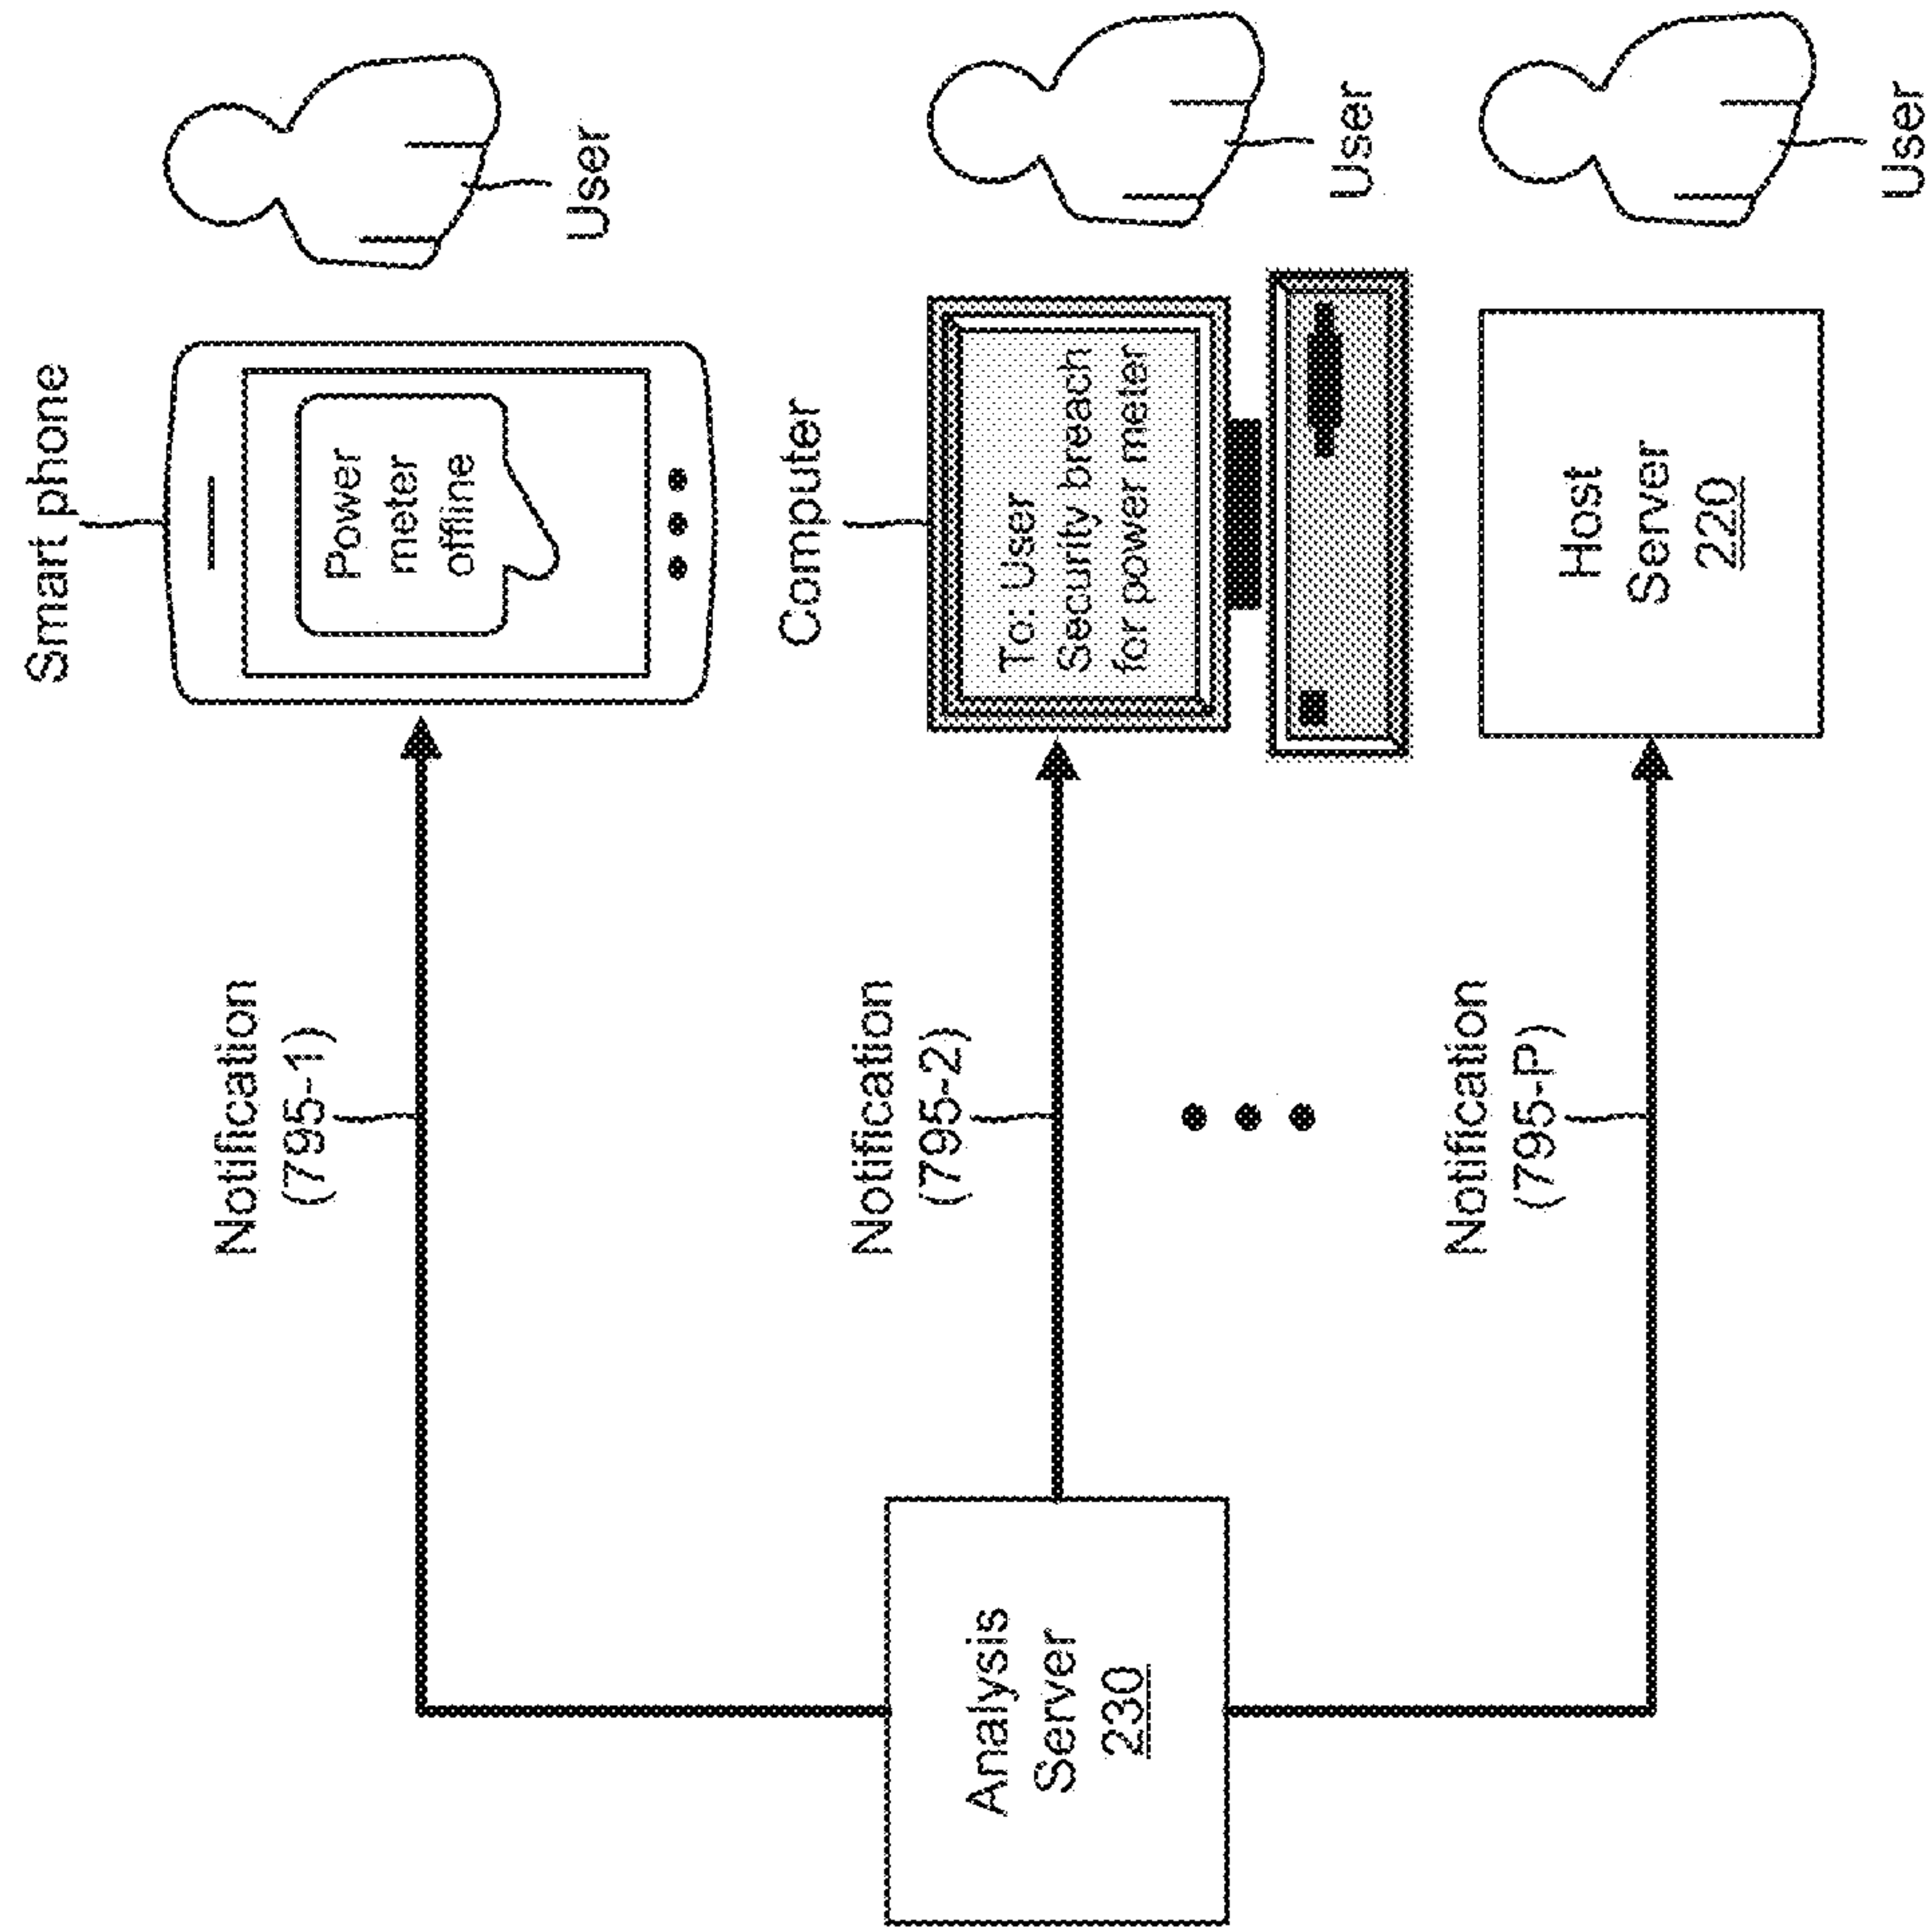 Smart phone
Power
meter
offline
User
Notification
(795-1)
Computer
To: User
Security breach
for power meter
User
Notification
(795-2)
Analysis
Server
230
Notification
(795-P)
Host
Server
220
User